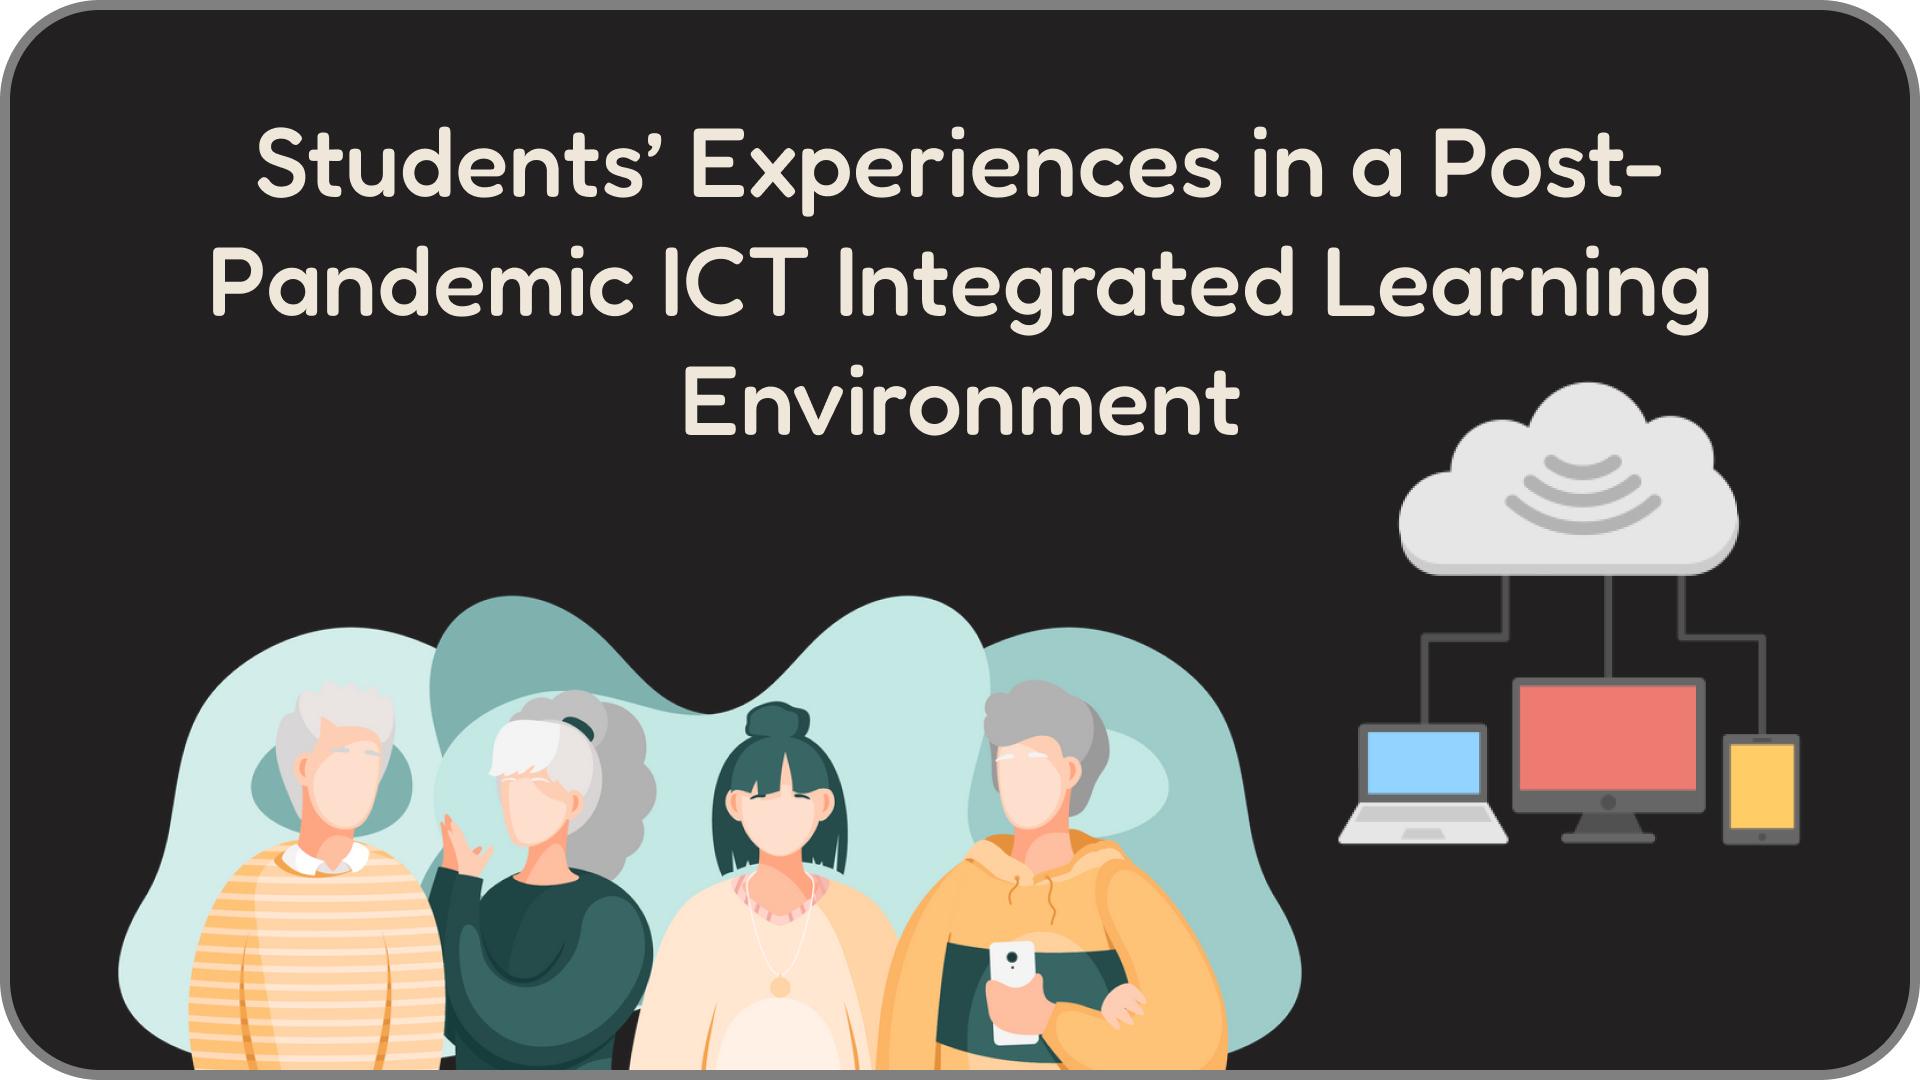 Students’ Experiences in a Post-
Pandemic ICT Integrated Learning
Environment